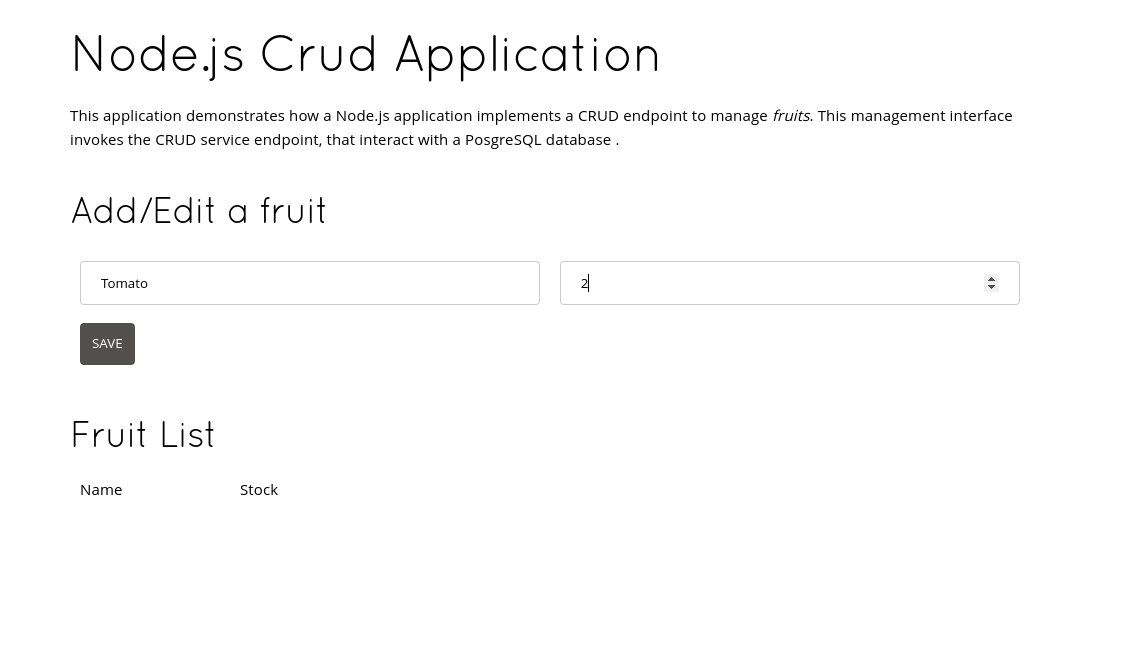 Node.js Crud Application
This application demonstrates how a Node.js application implements a CRUD endpoint to manage fruits. This management interface
invokes the CRUD service endpoint, that interact with a PosgreSQL database .
Add/Edit a fruit
Tomato 2
SAVE
Fruit List
Name Stock